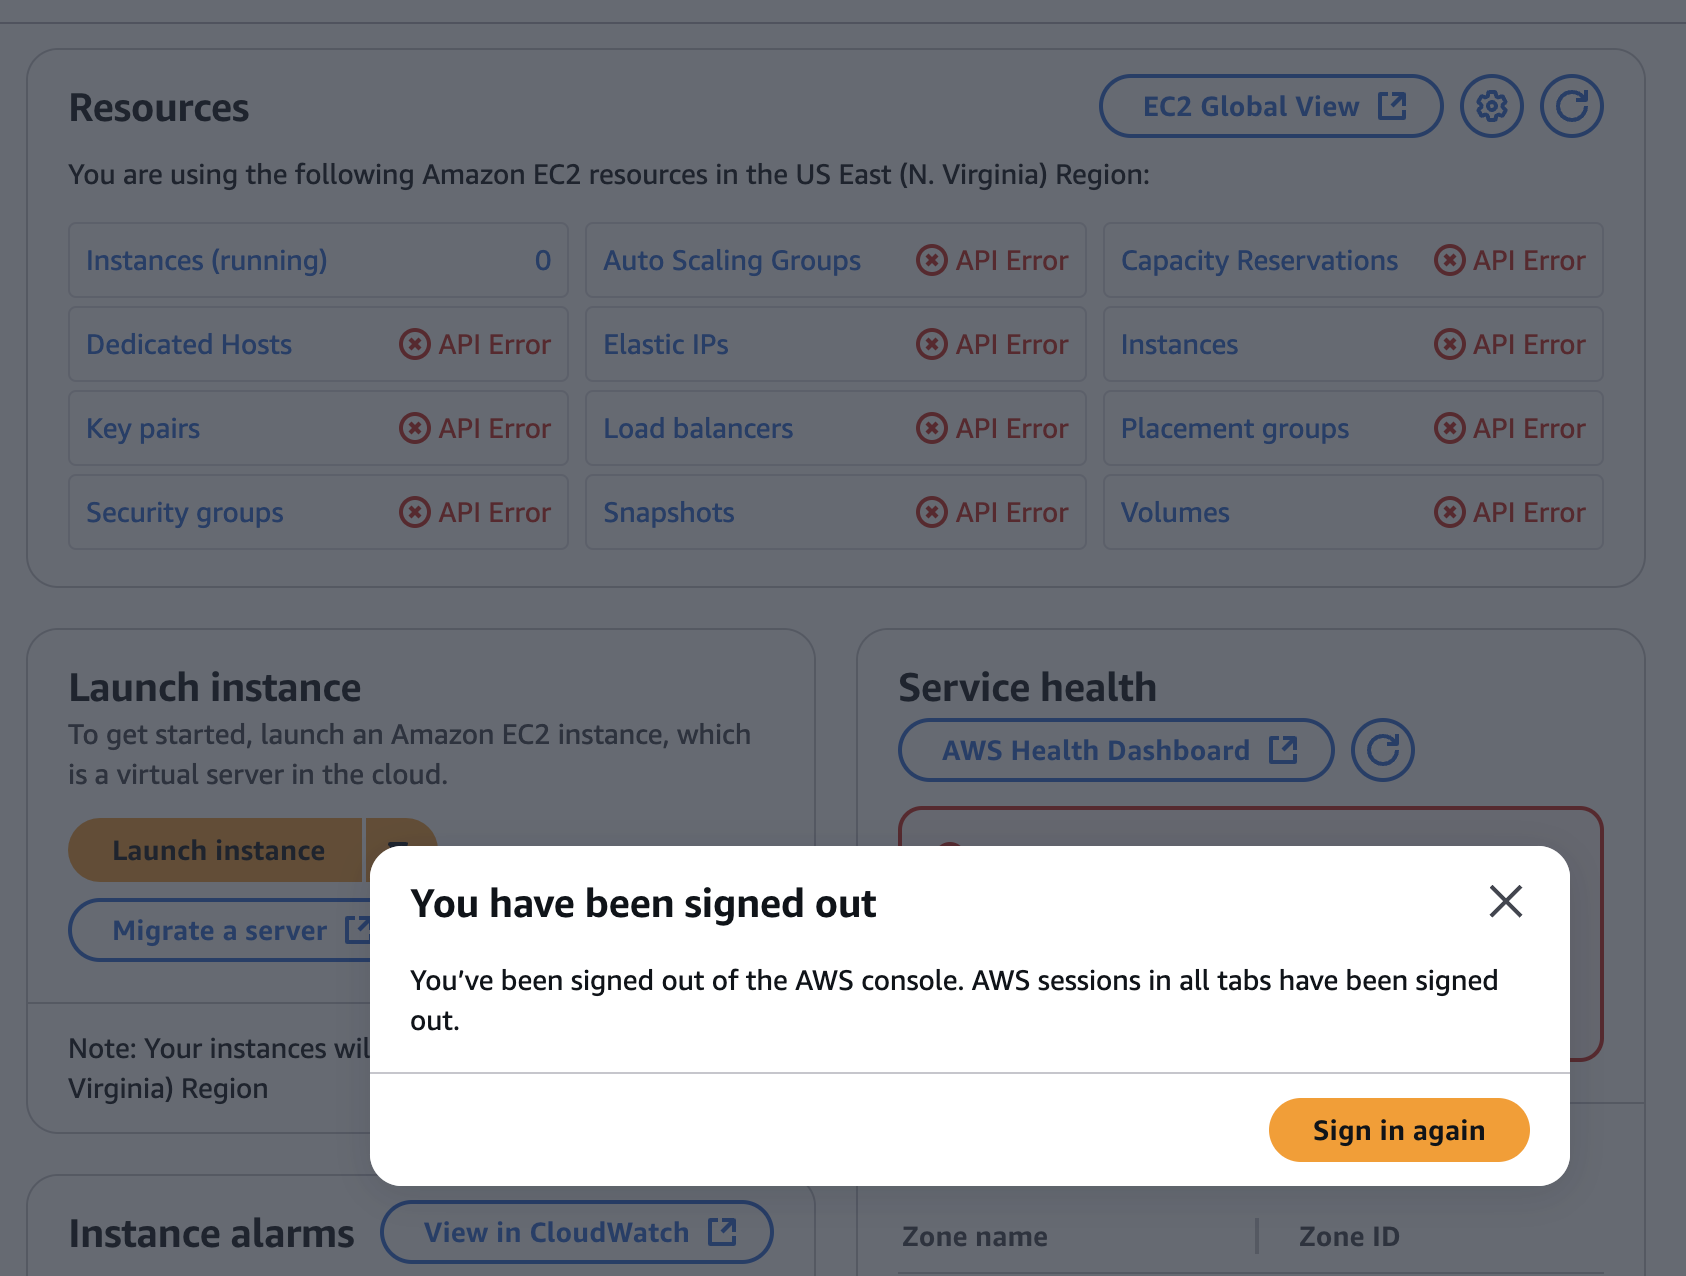 Resources
EC2 Global View
You are using the following Amazon EC2 resources in the US East (N. Virginia) Region:
Instances (running) 0
Auto Scaling Groups API Error
Capacity Reservations API Error
Dedicated Hosts API Error
Elastic IPs API Error
Instances API Error
Key pairs API Error
Load balancers API Error
Placement groups API Error
Security groups API Error
Snapshots API Error
Volumes API Error
Launch instance
To get started, launch an Amazon EC2 instance, which
is a virtual server in the cloud.
Launch instance
Migrate a server
Note: Your instances wil
Virginia) Region
Service health
AWS Health Dashboard
You have been signed out
You’ve been signed out of the AWS console. AWS sessions in all tabs have been signed
out.
Sign in again
Instance alarms
View in CloudWatch
Zone name
Zone ID